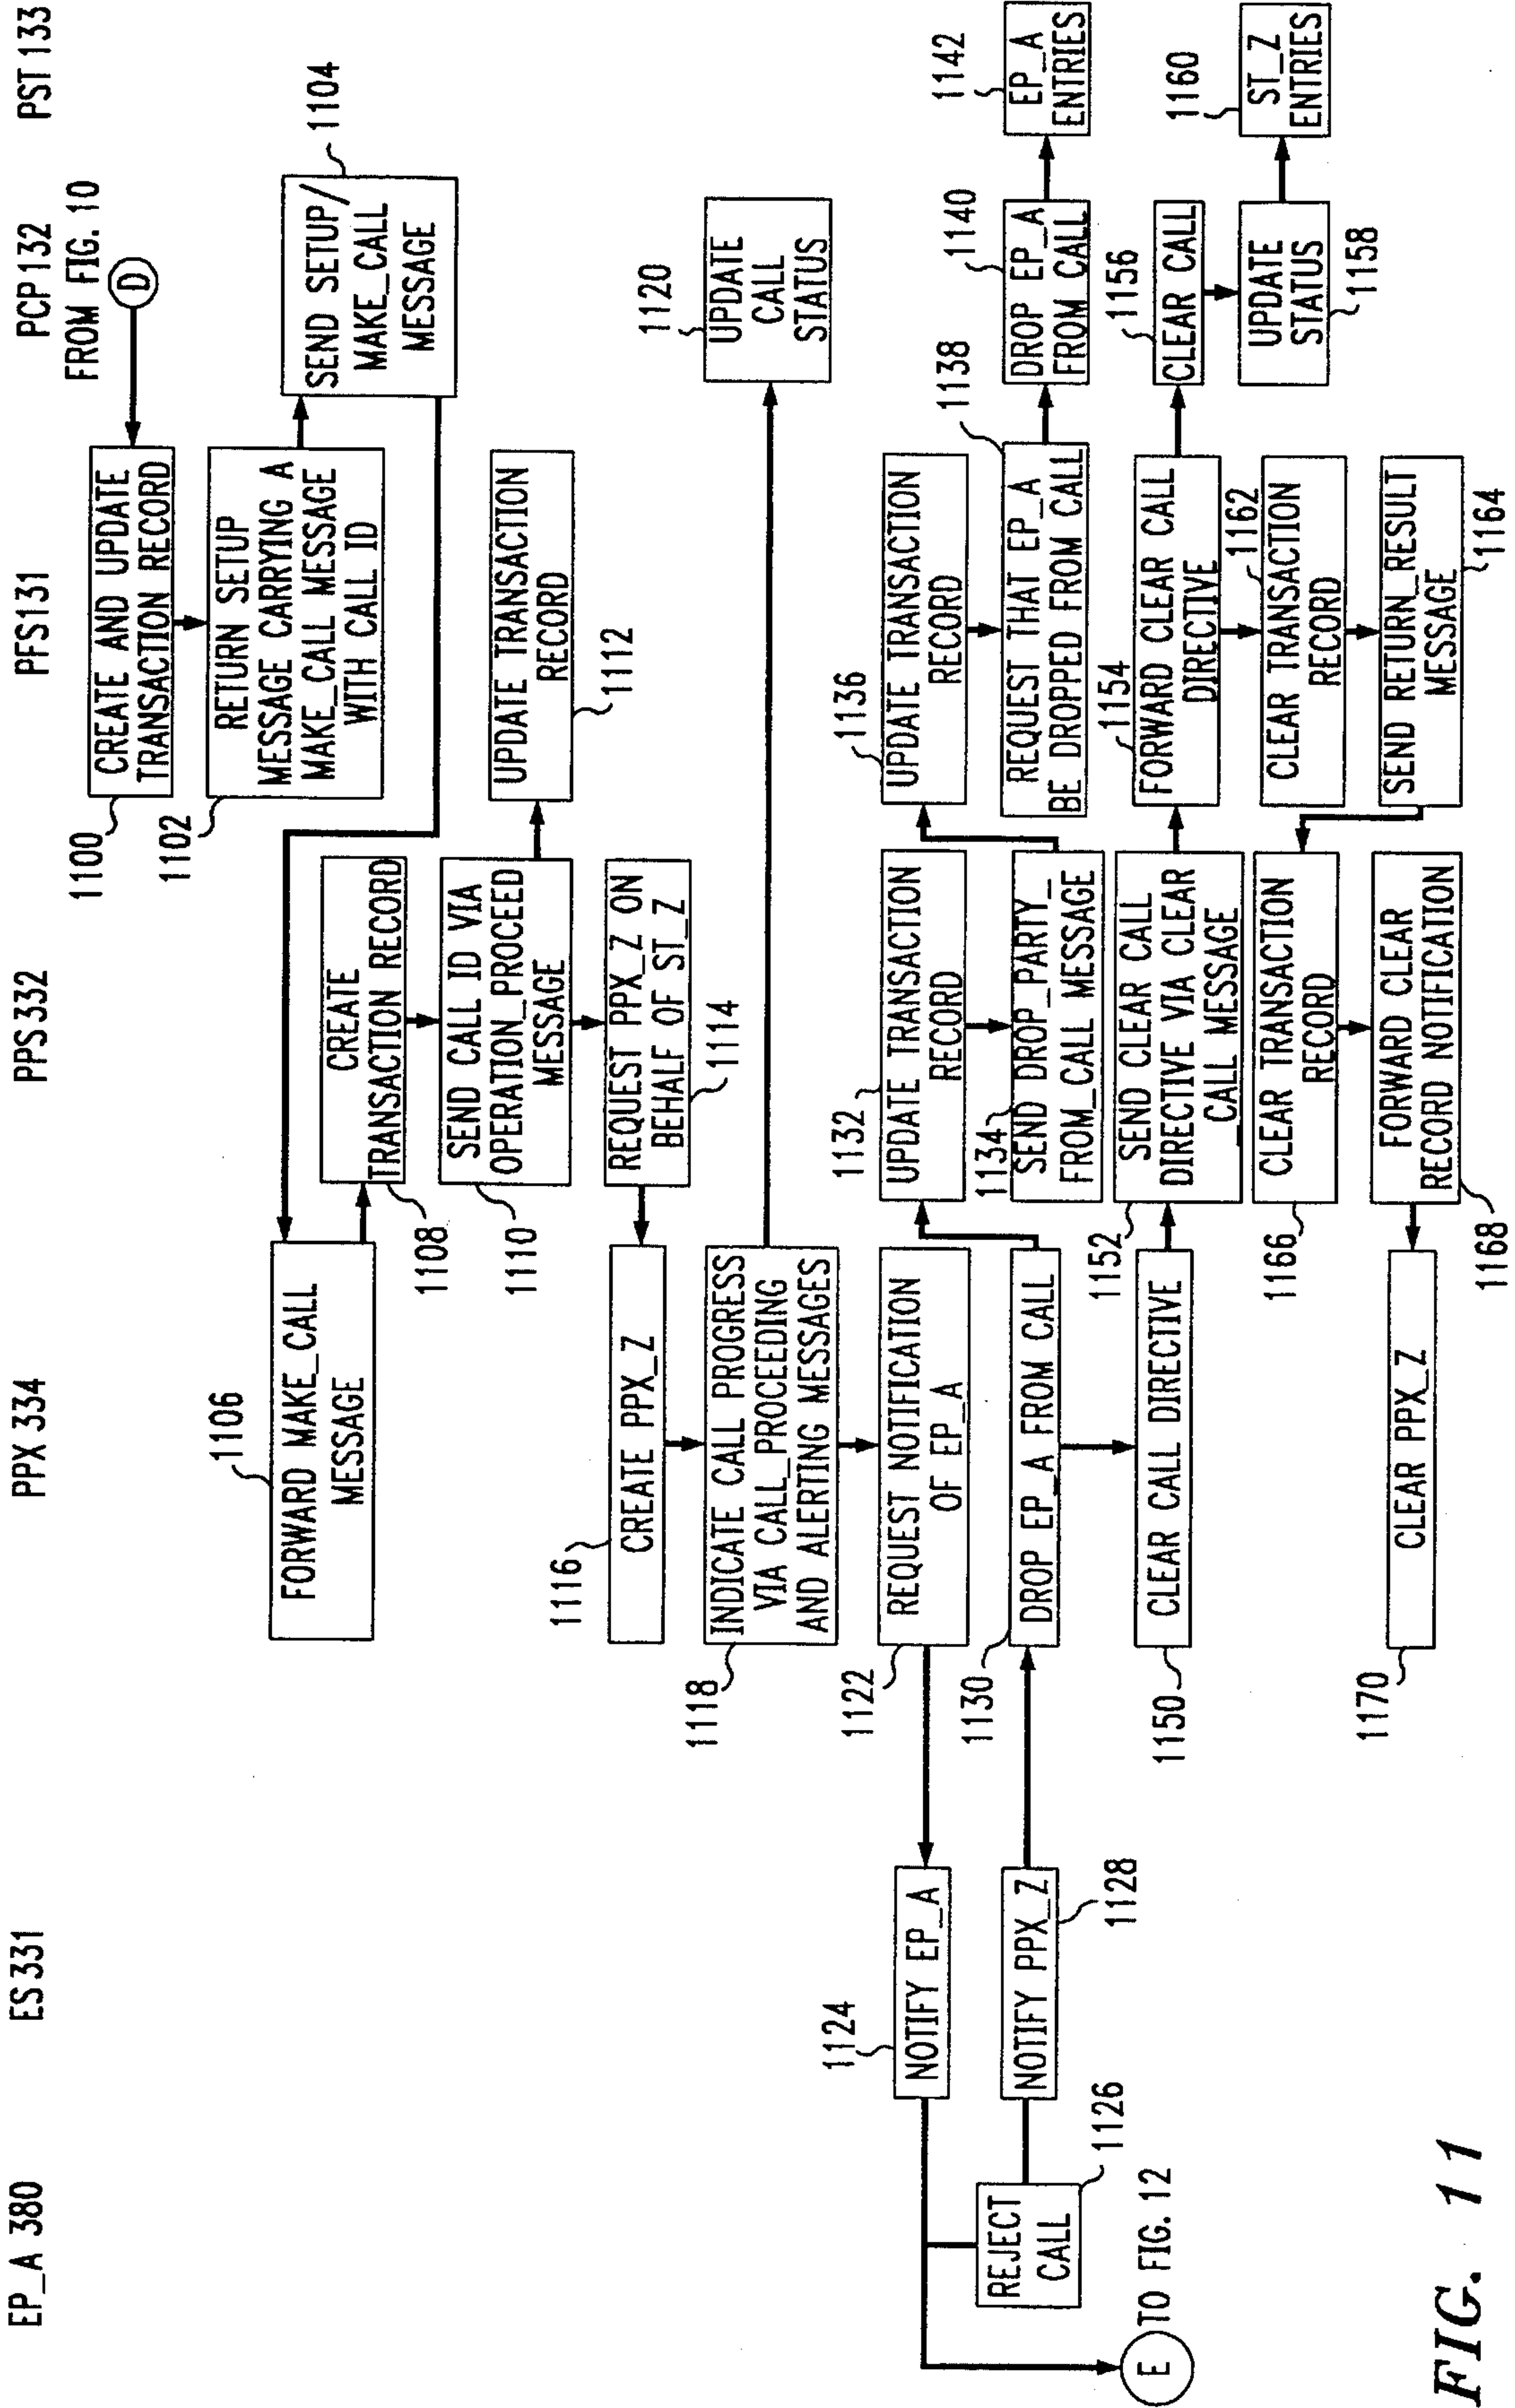 EP_A 380
ES 331
PPX 334
PPS 332
PFS131
PCP 132
PST 133
FROM FIG. 10
D
1100
CREATE AND UPDATE
TRANSACTION RECORD
1102
RETURN SETUP
MESSAGE CARRYING A
MAKE_CALL MESSAGE
WITH CALL ID
1104
SEND SETUP/
MAKE_CALL
MESSAGE
1106
FORWARD MAKE_CALL
MESSAGE
CREATE
TRANSACTION RECORD
1108
SEND CALL ID VIA
OPERATION_PROCEED
MESSAGE
1110
UPDATE TRANSACTION
RECORD
1112
REQUEST PPX_Z ON
BEHALF OF ST_Z
1114
1116
CREATE PPX_Z
INDICATE CALL PROGRESS
VIA CALL_PROCEEDING
AND ALERTING MESSAGES
1118
1120
UPDATE
CALL
STATUS
REQUEST NOTIFICATION
OF EP_A
1122
1124
NOTIFY EP_A
REJECT
CALL
1126
NOTIFY PPX_Z
1128
DROP EP_A FROM CALL
1130
1132
UPDATE TRANSACTION
RECORD
1134
SEND DROP_PARTY_
FROM_CALL MESSAGE
1136
UPDATE TRANSACTION
RECORD
1138
REQUEST THAT EP_A
BE DROPPED FROM CALL
1140
DROP EP_A
FROM CALL
1142
EP_A
ENTRIES
CLEAR CALL DIRECTIVE
1150
1152
SEND CLEAR CALL
DIRECTIVE VIA CLEAR
_CALL MESSAGE
1154
FORWARD CLEAR CALL
DIRECTIVE
1156
CLEAR CALL
UPDATE
STATUS
1158
1160
ST_Z
ENTRIES
1162
CLEAR TRANSACTION
RECORD
SEND RETURN_RESULT
MESSAGE
1164
CLEAR TRANSACTION
RECORD
1166
FORWARD CLEAR
RECORD NOTIFICATION
1168
CLEAR PPX_Z
1170
E
TO FIG. 12
FIG. 11